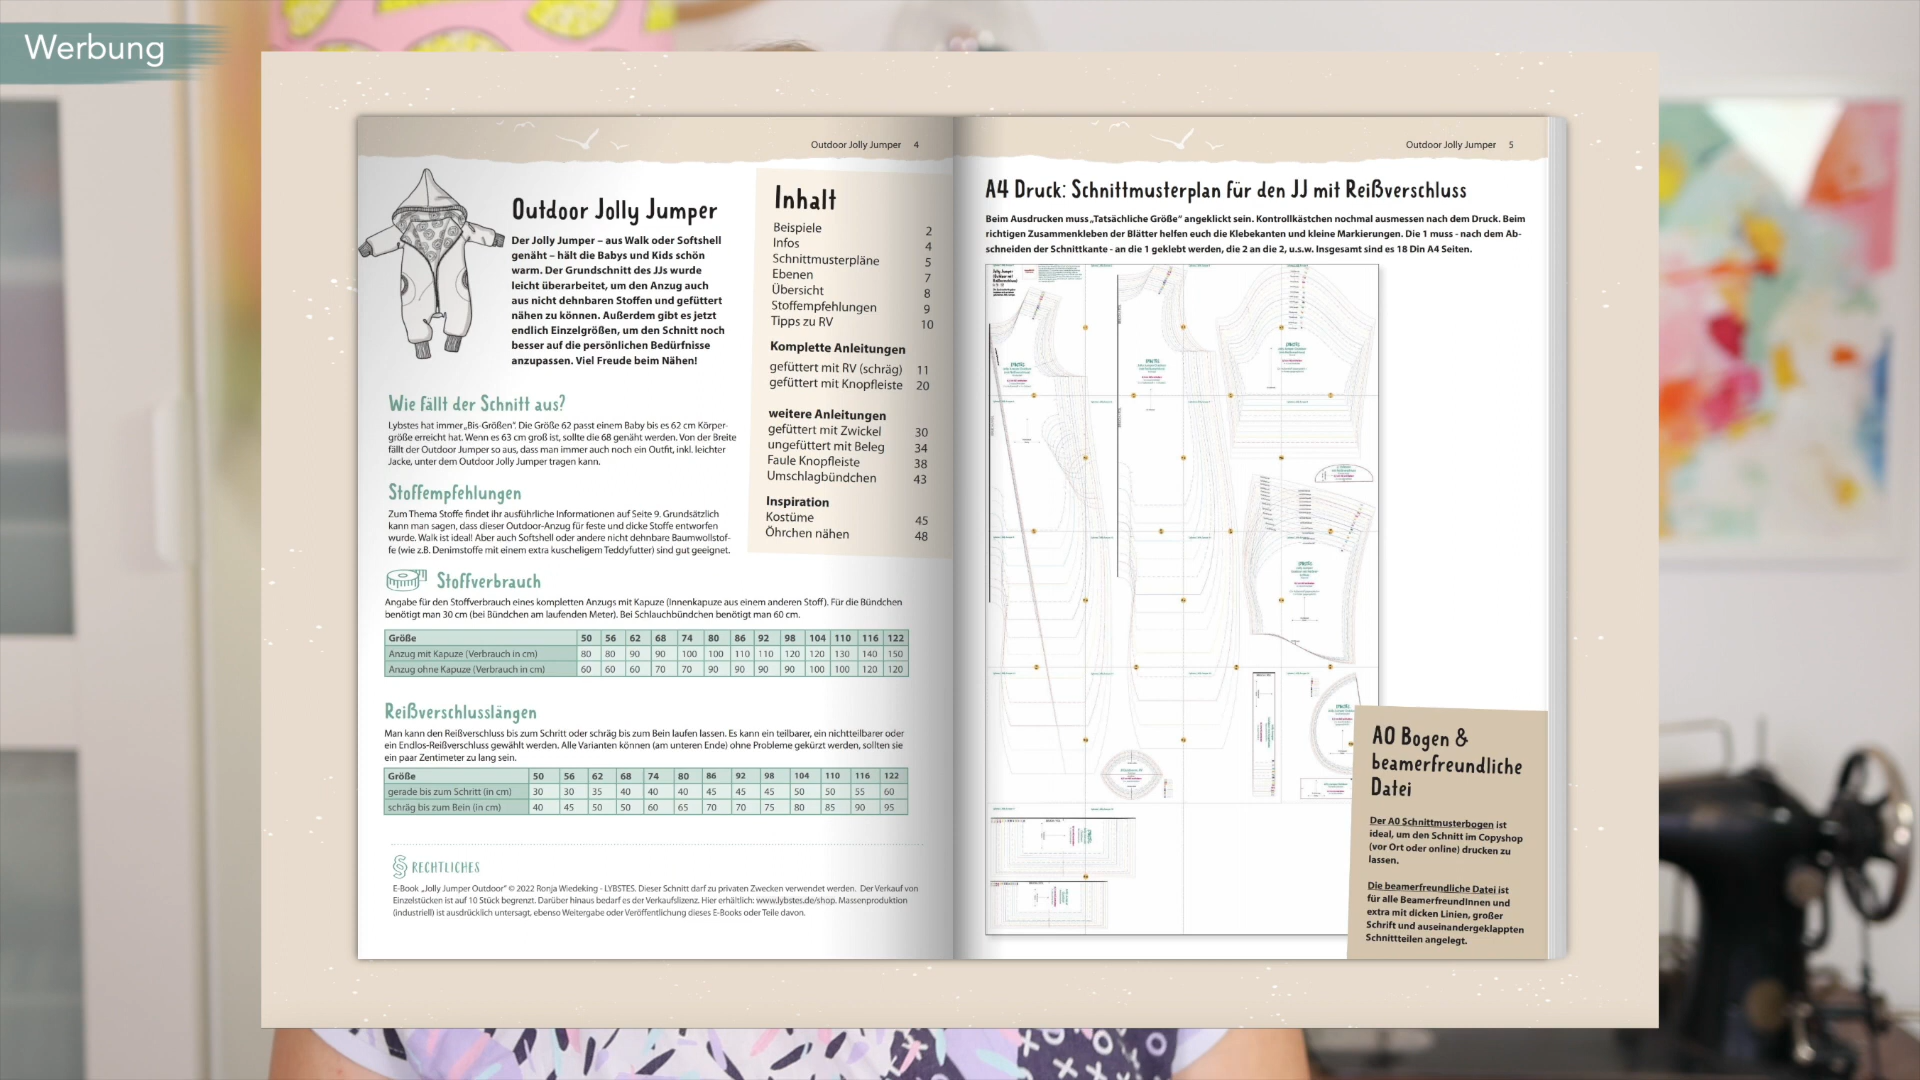 Werbung
Outdoor Jolly Jumper 4
Outdoor Jolly Jumper
Der Jolly Jumper – aus Walk oder Softshell
genäht – hält die Babys und Kids schön
warm. Der Grundschnitt des JJs wurde
leicht überarbeitet, um den Anzug auch
aus nicht dehnbaren Stoffen und gefüttert
nähen zu können. Außerdem gibt es jetzt
endlich Einzelgrößen, um den Schnitt noch
besser auf die persönlichen Bedürfnisse
anzupassen. Viel Freude beim Nähen!
Inhalt
Beispiele 2
Infos 4
Schnittmusterpläne 5
Ebenen 7
Übersicht 8
Stoffempfehlungen 9
Tipps zu RV 10
Komplette Anleitungen
gefüttert mit RV (schräg) 11
gefüttert mit Knopfleiste 20
weitere Anleitungen
gefüttert mit Zwickel 30
ungefüttert mit Beleg 34
Faule Knopfleiste 38
Umschlagbündchen 43
Inspiration
Kostüme 45
Öhrchen nähen 48
Wie fällt der Schnitt aus?
Lybstes hat immer „Bis-Größen“. Die Größe 62 passt einem Baby bis es 62 cm Körper-
größe erreicht hat. Wenn es 63 cm groß ist, sollte die 68 genäht werden. Von der Breite
fällt der Outdoor Jumper so aus, dass man immer auch noch ein Outfit, inkl. leichter
Jacke, unter dem Outdoor Jolly Jumper tragen kann.
Stoffempfehlungen
Zum Thema Stoffe findet ihr ausführliche Informationen auf Seite 9. Grundsätzlich
kann man sagen, dass dieser Outdoor-Anzug für feste und dicke Stoffe entworfen
wurde. Walk ist ideal! Aber auch Softshell oder andere nicht dehnbare Baumwollstof-
fe (wie z.B. Denimstoffe mit einem extra kuscheligem Teddyfutter) sind gut geeignet.
Stoffverbrauch
Angabe für den Stoffverbrauch eines kompletten Anzugs mit Kapuze (Innenkapuze aus einem anderen Stoff). Für die Bündchen
benötigt man 30 cm (bei Bündchen am laufenden Meter). Bei Schlauchbündchen benötigt man 60 cm.
Größe 50 56 62 68 74 80 86 92 98 104 110 116 122
Anzug mit Kapuze (Verbrauch in cm) 80 80 90 90 100 100 110 110 120 120 130 140 150
Anzug ohne Kapuze (Verbrauch in cm) 60 60 60 70 70 90 90 90 90 100 100 120 120
Reißverschlusslängen
Man kann den Reißverschluss bis zum Schritt oder schräg bis zum Bein laufen lassen. Es kann ein teilbarer, ein nichtteilbarer oder
ein Endlos-Reißverschluss gewählt werden. Alle Varianten können (am unteren Ende) ohne Probleme gekürzt werden, sollten sie
ein paar Zentimeter zu lang sein.
Größe 50 56 62 68 74 80 86 92 98 104 110 116 122
gerade bis zum Schritt (in cm) 30 30 35 40 40 40 45 45 45 50 50 55 60
schräg bis zum Bein (in cm) 40 45 50 50 60 65 70 70 75 80 85 90 95
§ RECHTLICHES
E-Book „Jolly Jumper Outdoor“ © 2022 Ronja Wiedeking - LYBSTES. Dieser Schnitt darf zu privaten Zwecken verwendet werden. Der Verkauf von
Einzelstücken ist auf 10 Stück begrenzt. Darüber hinaus bedarf es der Verkaufslizenz. Hier erhältlich: www.lybstes.de/shop. Massenproduktion
(industriell) ist ausdrücklich untersagt, ebenso Weitergabe oder Veröffentlichung dieses E-Books oder Teile davon.
Outdoor Jolly Jumper 5
A4 Druck: Schnittmusterplan für den JJ mit Reißverschluss
Beim Ausdrucken muss „Tatsächliche Größe“ angeklickt sein. Kontrollkästchen nochmal ausmessen nach dem Druck. Beim
richtigen Zusammenkleben der Blätter helfen euch die Klebekanten und kleine Markierungen. Die 1 muss - nach dem Ab-
schneiden der Schnittkante - an die 1 geklebt werden, die 2 an die 2, u.s.w. Insgesamt sind es 18 Din A4 Seiten.
A0 Bogen &
beamerfreundliche
Datei
Der A0 Schnittmusterbogen ist
ideal, um den Schnitt im Copyshop
(vor Ort oder online) drucken zu
lassen.
Die beamerfreundliche Datei ist
für alle BeamerfreundInnen und
extra mit dicken Linien, großer
Schrift und auseinandergeklappten
Schnittteilen angelegt.